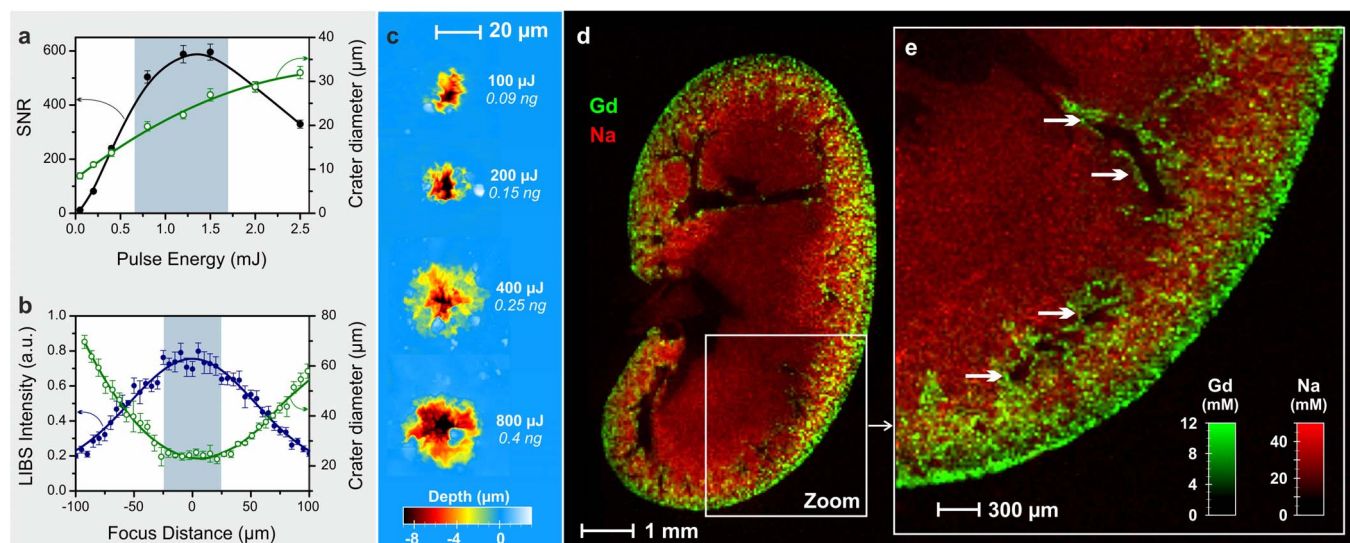 a
SNR
600
400
200
0
40
30
20
10
0
Crater diameter (µm)
0.0 0.5 1.0 1.5 2.0 2.5
Pulse Energy (mJ)
b
LIBS Intensity (a.u.)
1.0
0.8
0.6
0.4
0.2
0.0
80
60
40
20
Crater diameter (µm)
-100 -50 0 50 100
Focus Distance (µm)
c
20 µm
100 µJ
0.09 ng
200 µJ
0.15 ng
400 µJ
0.25 ng
800 µJ
0.4 ng
Depth (µm)
-8 -4 0
d
Gd
Na
Zoom
1 mm
e
Gd
(mM)
12
8
4
0
Na
(mM)
40
20
0
300 µm